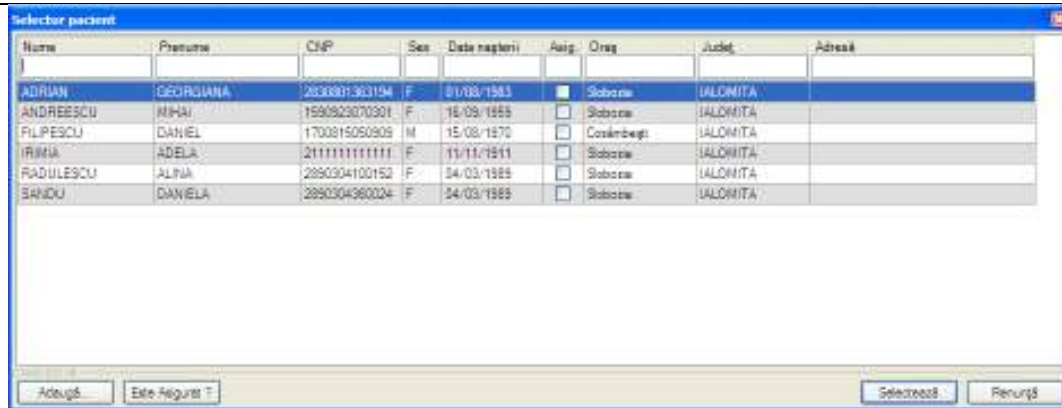 Selector pacient
Nume Prenume CNP Sex Data nașterii Asig. Oraș Județ Adresă
ADRIAN GEORGIANA 2830801363194 F 01/08/1983 Slobozia IALOMITA
ANDREESCU MIHAI 1590923070301 F 16/09/1959 Slobozia IALOMITA
FILIPESCU DANIEL 1700815050909 M 15/08/1970 Cosâmbești IALOMITA
IRIMIA ADELA 2111111111111 F 11/11/1911 Slobozia IALOMITA
RADULESCU ALINA 2890304100152 F 04/03/1989 Slobozia IALOMITA
SANDU DANIELA 2890304360024 F 04/03/1989 Slobozia IALOMITA
Adaugă... Este Asigurat ? Selectează Renunță